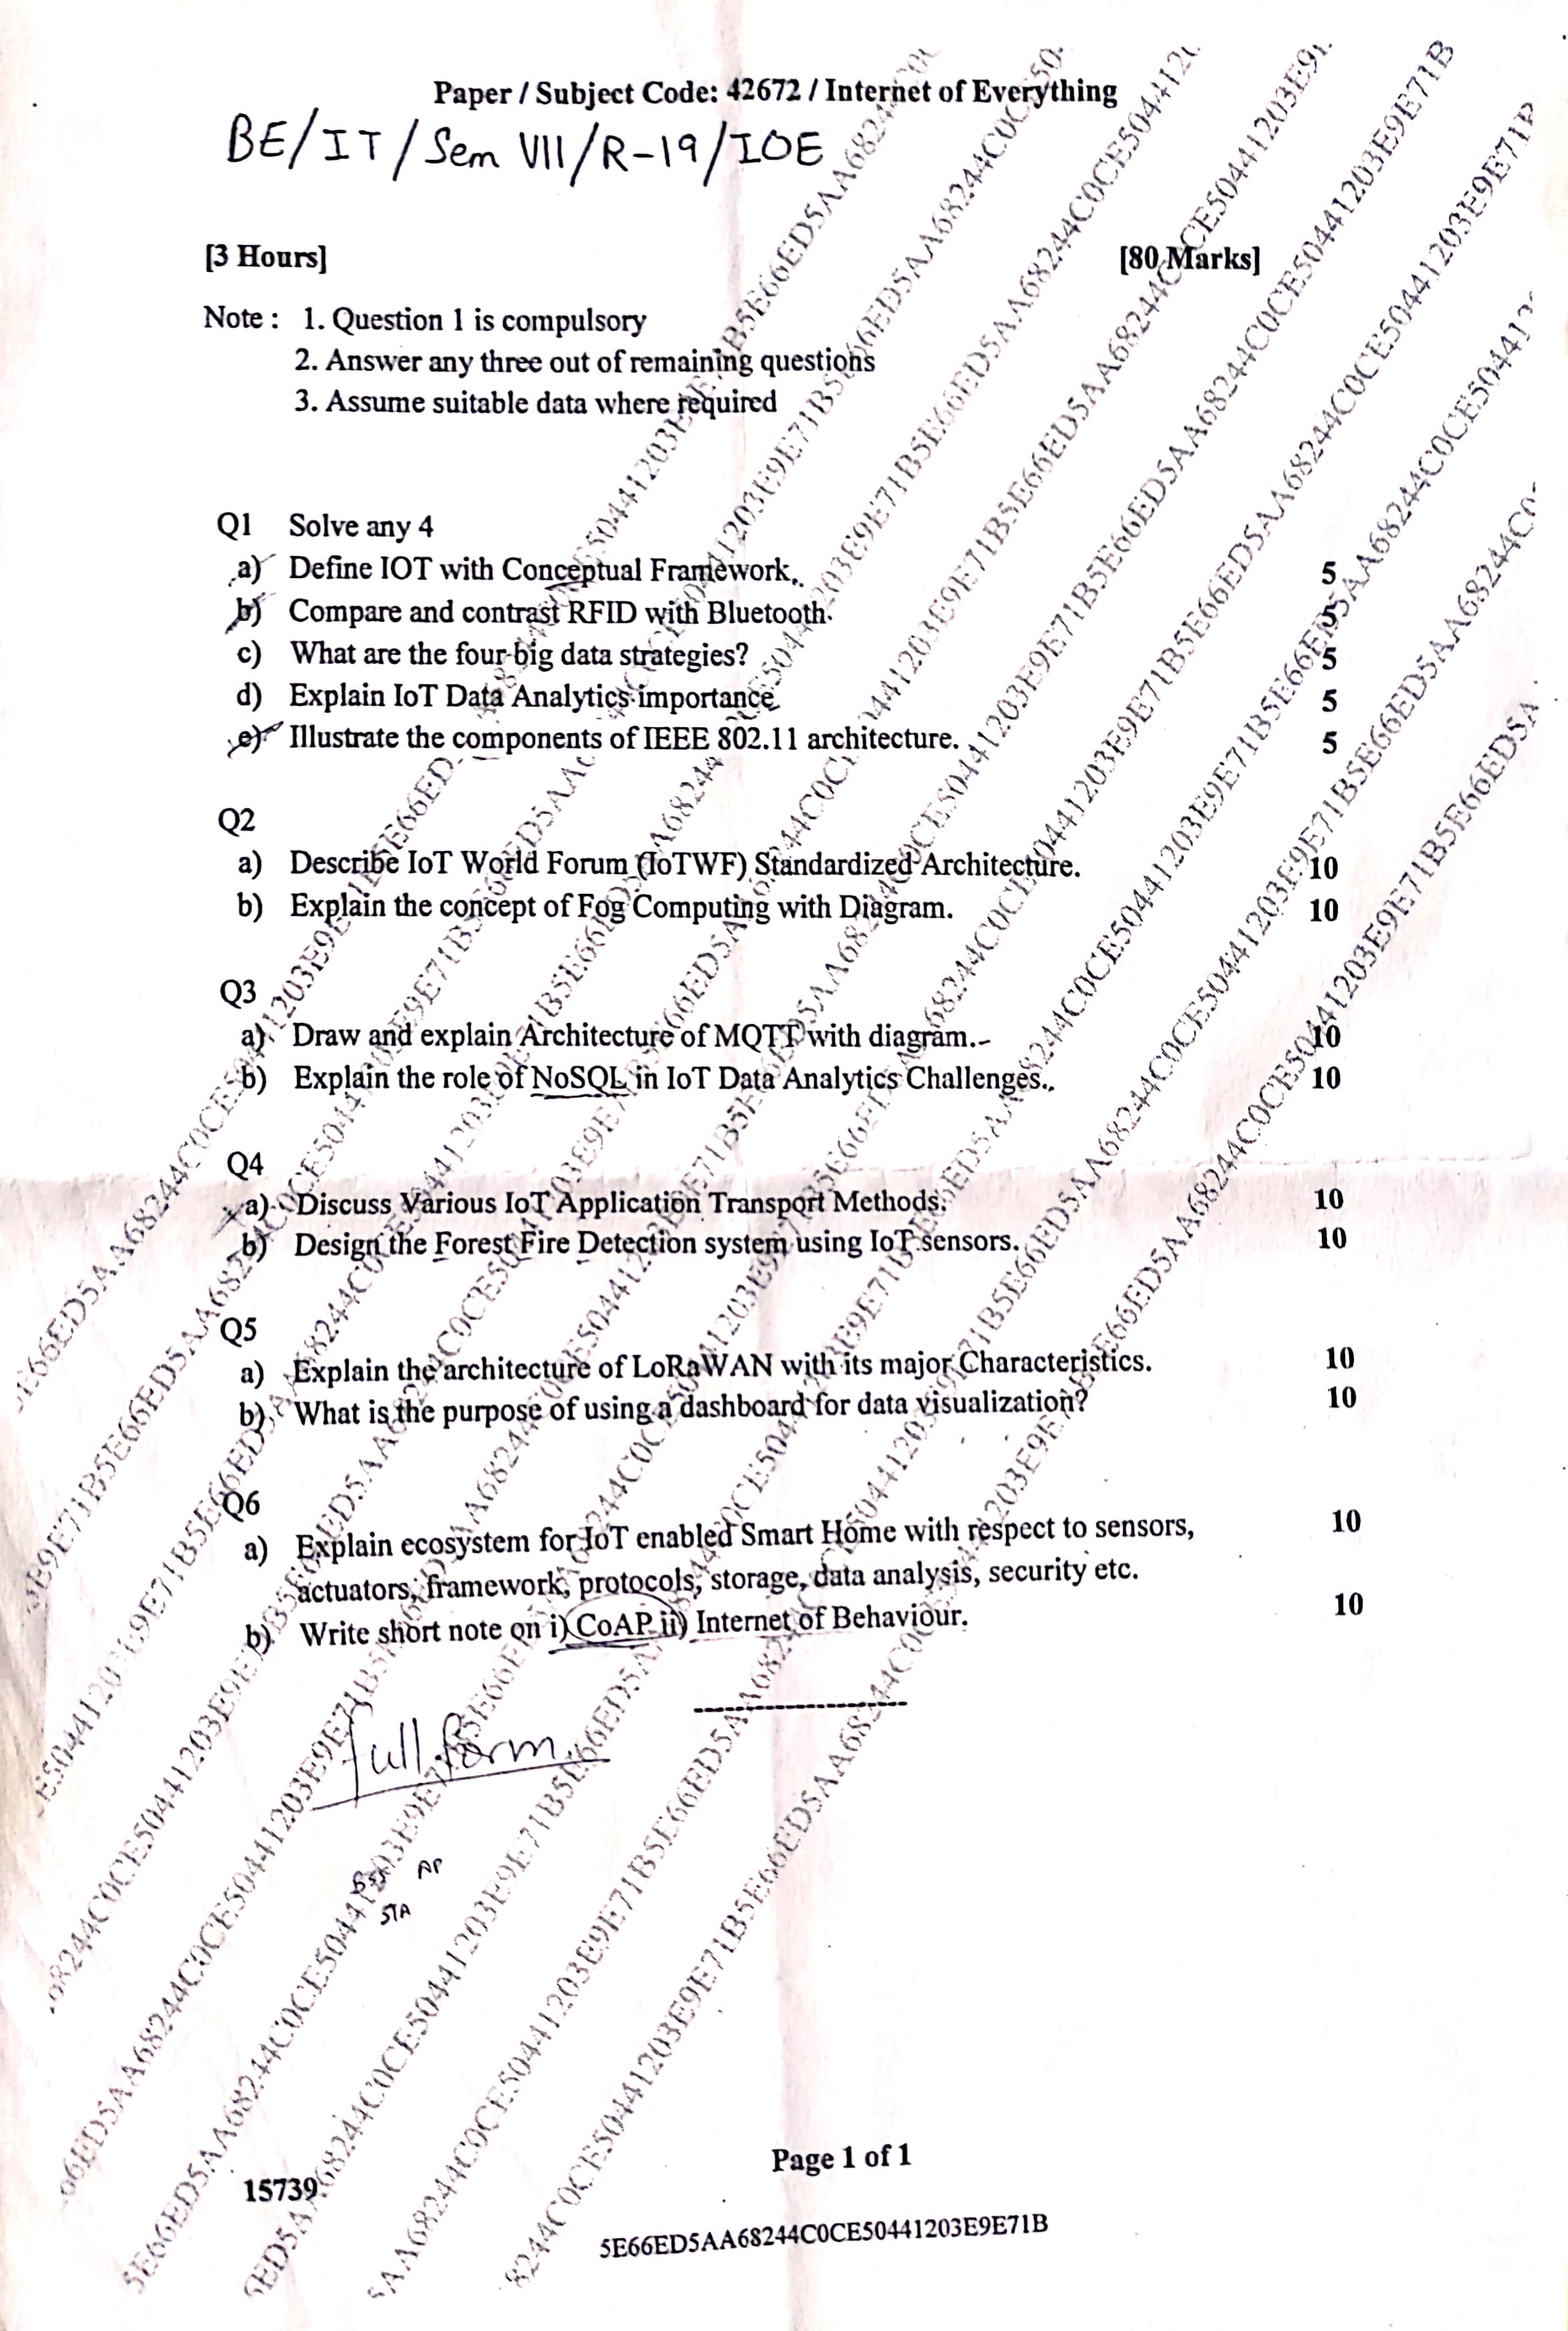 Paper / Subject Code: 42672 / Internet of Everything
BE/IT/Sem VII/R-19/IOE
[3 Hours] [80 Marks]
Note : 1. Question 1 is compulsory
2. Answer any three out of remaining questions
3. Assume suitable data where required
Q1 Solve any 4
a) Define IOT with Conceptual Framework. 5
b) Compare and contrast RFID with Bluetooth. 5
c) What are the four big data strategies? 5
d) Explain IoT Data Analytics importance 5
e) Illustrate the components of IEEE 802.11 architecture. 5
Q2
a) Describe IoT World Forum (IoTWF) Standardized Architecture. 10
b) Explain the concept of Fog Computing with Diagram. 10
Q3
a) Draw and explain Architecture of MQTT with diagram. 10
b) Explain the role of NoSQL in IoT Data Analytics Challenges. 10
Q4
a) Discuss Various IoT Application Transport Methods. 10
b) Design the Forest Fire Detection system using IoT sensors. 10
Q5
a) Explain the architecture of LoRaWAN with its major Characteristics. 10
b) What is the purpose of using a dashboard for data visualization? 10
Q6
a) Explain ecosystem for IoT enabled Smart Home with respect to sensors, 10
actuators, framework, protocols, storage, data analysis, security etc.
b) Write short note on i) CoAP ii) Internet of Behaviour. 10
full form
BSS AP
STA
15739 Page 1 of 1
5E66ED5AA68244C0CE50441203E9E71B